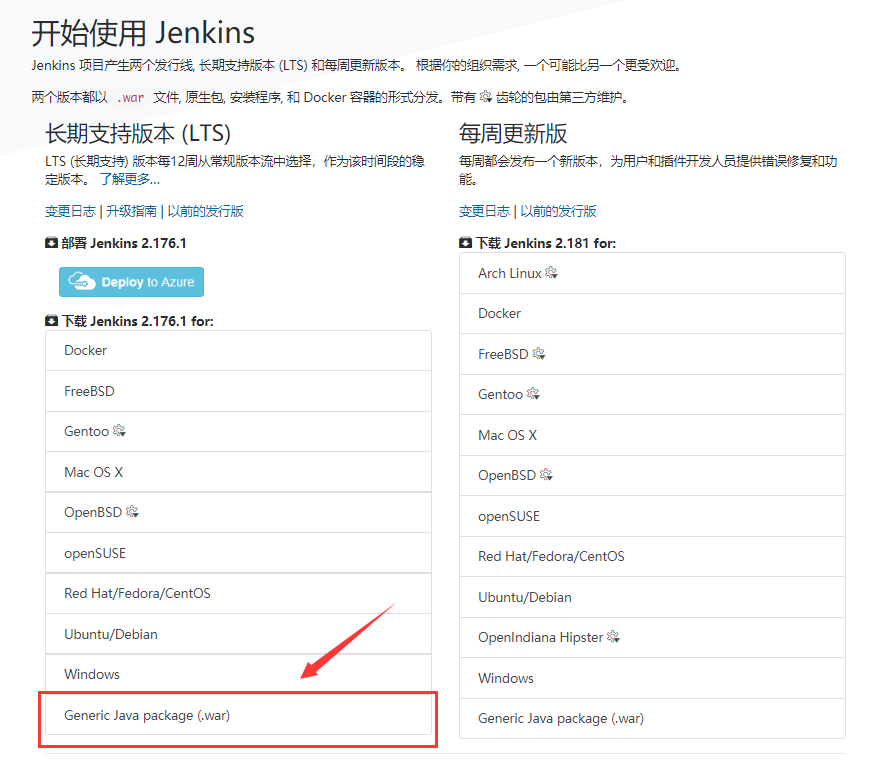 开始使用 Jenkins
Jenkins 项目产生两个发行线, 长期支持版本 (LTS) 和每周更新版本。 根据你的组织需求, 一个可能比另一个更受欢迎。
两个版本都以 .war 文件, 原生包, 安装程序, 和 Docker 容器的形式分发。带有 齿轮的包由第三方维护。
长期支持版本 (LTS)
LTS (长期支持) 版本每12周从常规版本流中选择，作为该时间段的稳
定版本。 了解更多...
变更日志 | 升级指南 | 以前的发行版
部署 Jenkins 2.176.1
Deploy to Azure
下载 Jenkins 2.176.1 for:
Docker
FreeBSD
Gentoo
Mac OS X
OpenBSD
openSUSE
Red Hat/Fedora/CentOS
Ubuntu/Debian
Windows
Generic Java package (.war)
每周更新版
每周都会发布一个新版本，为用户和插件开发人员提供错误修复和功
能。
变更日志 | 以前的发行版
下载 Jenkins 2.181 for:
Arch Linux
Docker
FreeBSD
Gentoo
Mac OS X
OpenBSD
openSUSE
Red Hat/Fedora/CentOS
Ubuntu/Debian
OpenIndiana Hipster
Windows
Generic Java package (.war)